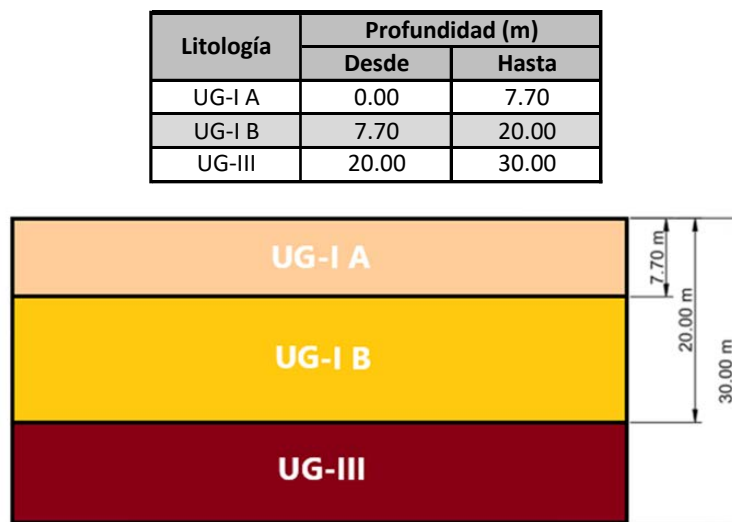 Litología Profundidad (m)
Desde Hasta
UG-I A 0.00 7.70
UG-I B 7.70 20.00
UG-III 20.00 30.00
UG-I A
7.70 m
UG-I B
20.00 m
30.00 m
UG-III